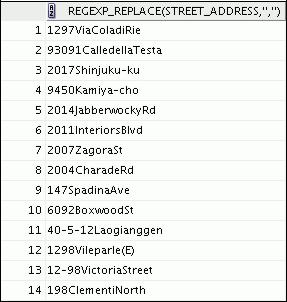 REGEXP_REPLACE(STREET_ADDRESS,'','')
1 1297ViaColadiRie
2 93091CalledellaTesta
3 2017Shinjuku-ku
4 9450Kamiya-cho
5 2014JabberwockyRd
6 2011InteriorsBlvd
7 2007ZagoraSt
8 2004CharadeRd
9 147SpadinaAve
10 6092BoxwoodSt
11 40-5-12Laogianggen
12 1298Vileparle(E)
13 12-98VictoriaStreet
14 198ClementiNorth